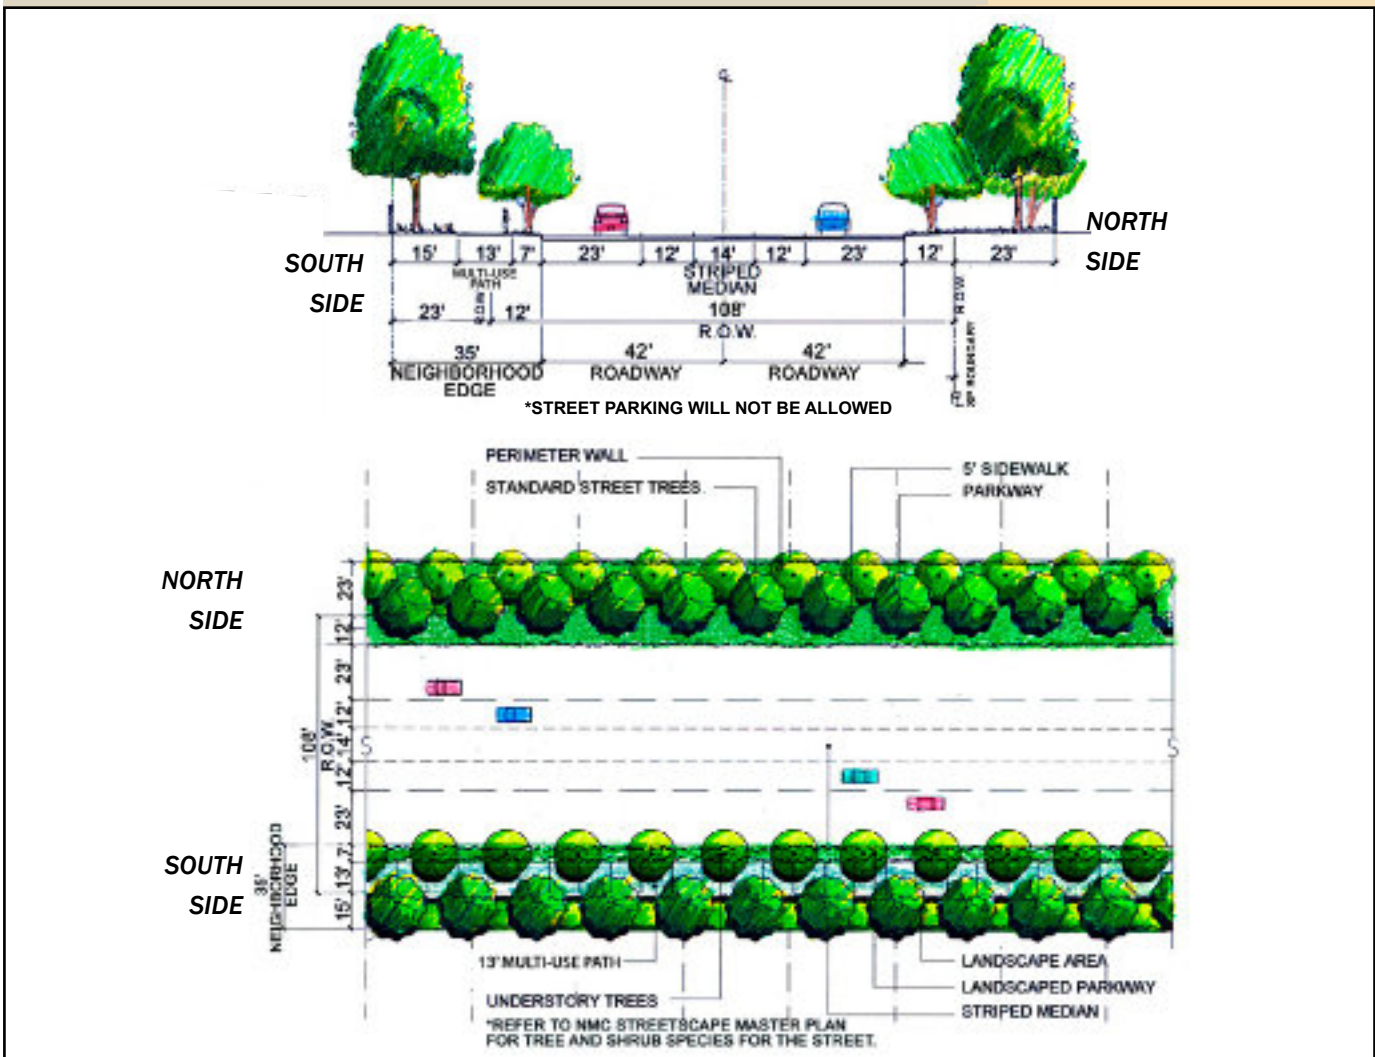 ℄
NORTH
SIDE
SOUTH
SIDE
15' 13' 7' 23' 12' 14' 12' 23' 12' 23'
MULTI-USE
PATH
STRIPED
MEDIAN
R.O.W.
R.O.W.
23' 12' 108'
R.O.W.
35' 42' 42'
NEIGHBORHOOD
EDGE
ROADWAY ROADWAY
BOUNDARY
*STREET PARKING WILL NOT BE ALLOWED
PERIMETER WALL
STANDARD STREET TREES
5' SIDEWALK
PARKWAY
NORTH
SIDE
23'
12'
23'
12'
14'
12'
23'
7'
13'
15'
108'
R.O.W.
S
S
SOUTH
SIDE
35'
NEIGHBORHOOD
EDGE
13' MULTI-USE PATH
UNDERSTORY TREES
LANDSCAPE AREA
LANDSCAPED PARKWAY
STRIPED MEDIAN
*REFER TO NMC STREETSCAPE MASTER PLAN
FOR TREE AND SHRUB SPECIES FOR THE STREET.